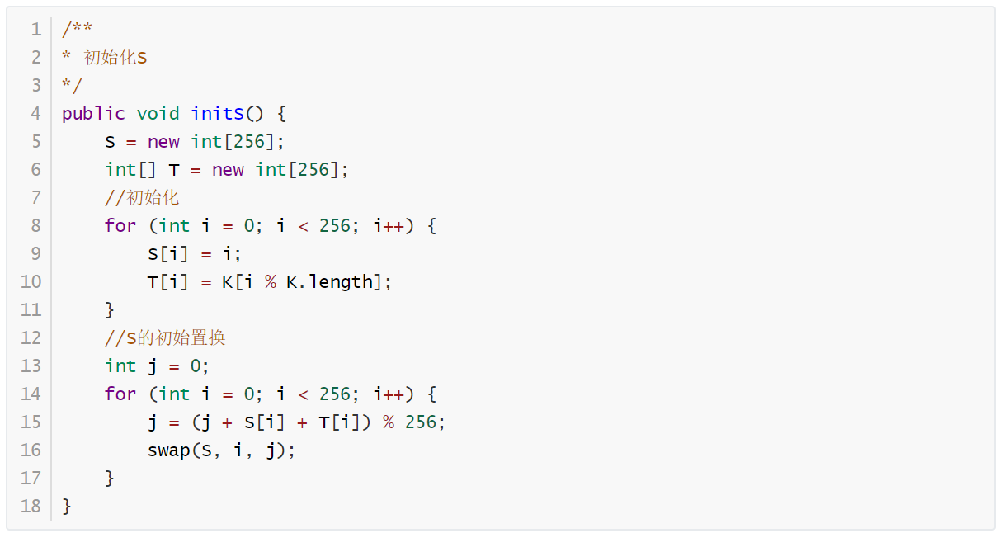 1 /**
2 * 初始化S
3 */
4 public void initS() {
5     S = new int[256];
6     int[] T = new int[256];
7     //初始化
8     for (int i = 0; i < 256; i++) {
9         S[i] = i;
10         T[i] = K[i % K.length];
11     }
12     //S的初始置换
13     int j = 0;
14     for (int i = 0; i < 256; i++) {
15         j = (j + S[i] + T[i]) % 256;
16         swap(S, i, j);
17     }
18 }